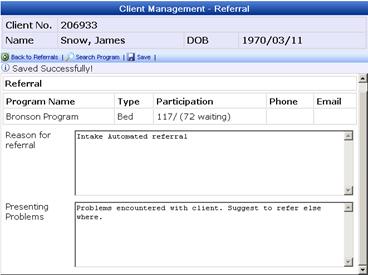 Client Management - Referral
Client No. 206933
Name Snow, James DOB 1970/03/11
Back to Referrals | Search Program | Save |
Saved Successfully!
Referral
Program Name Type Participation Phone Email
Bronson Program Bed 117/ (72 waiting)
Reason for referral
Intake Automated referral
Presenting Problems
Problems encountered with client. Suggest to refer else
where.